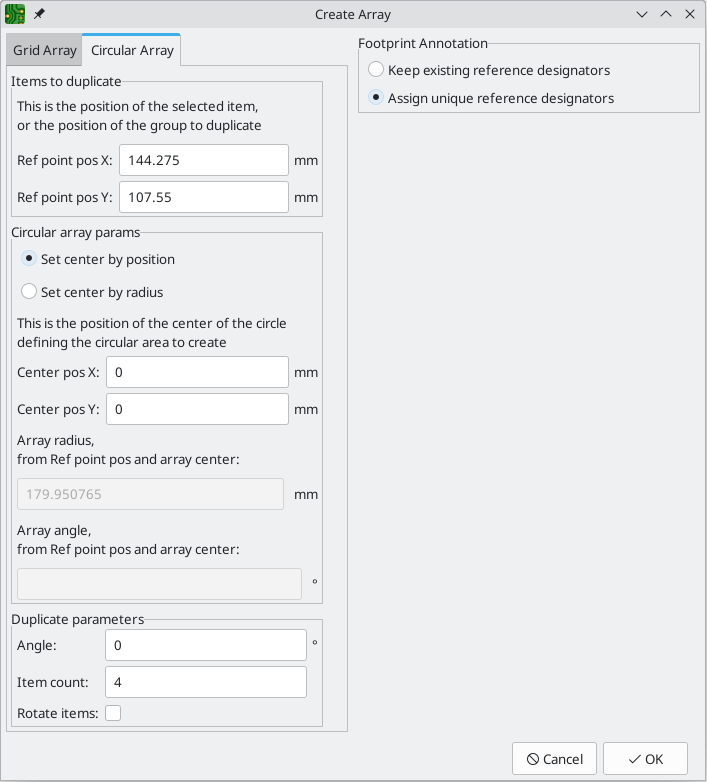 Create Array
Grid Array
Circular Array
Items to duplicate
This is the position of the selected item,
or the position of the group to duplicate
Ref point pos X: 144.275 mm
Ref point pos Y: 107.55 mm
Circular array params
Set center by position
Set center by radius
This is the position of the center of the circle
defining the circular area to create
Center pos X: 0 mm
Center pos Y: 0 mm
Array radius,
from Ref point pos and array center:
179.950765 mm
Array angle,
from Ref point pos and array center:
°
Duplicate parameters
Angle: 0 °
Item count: 4
Rotate items:
Footprint Annotation
Keep existing reference designators
Assign unique reference designators
Cancel
OK